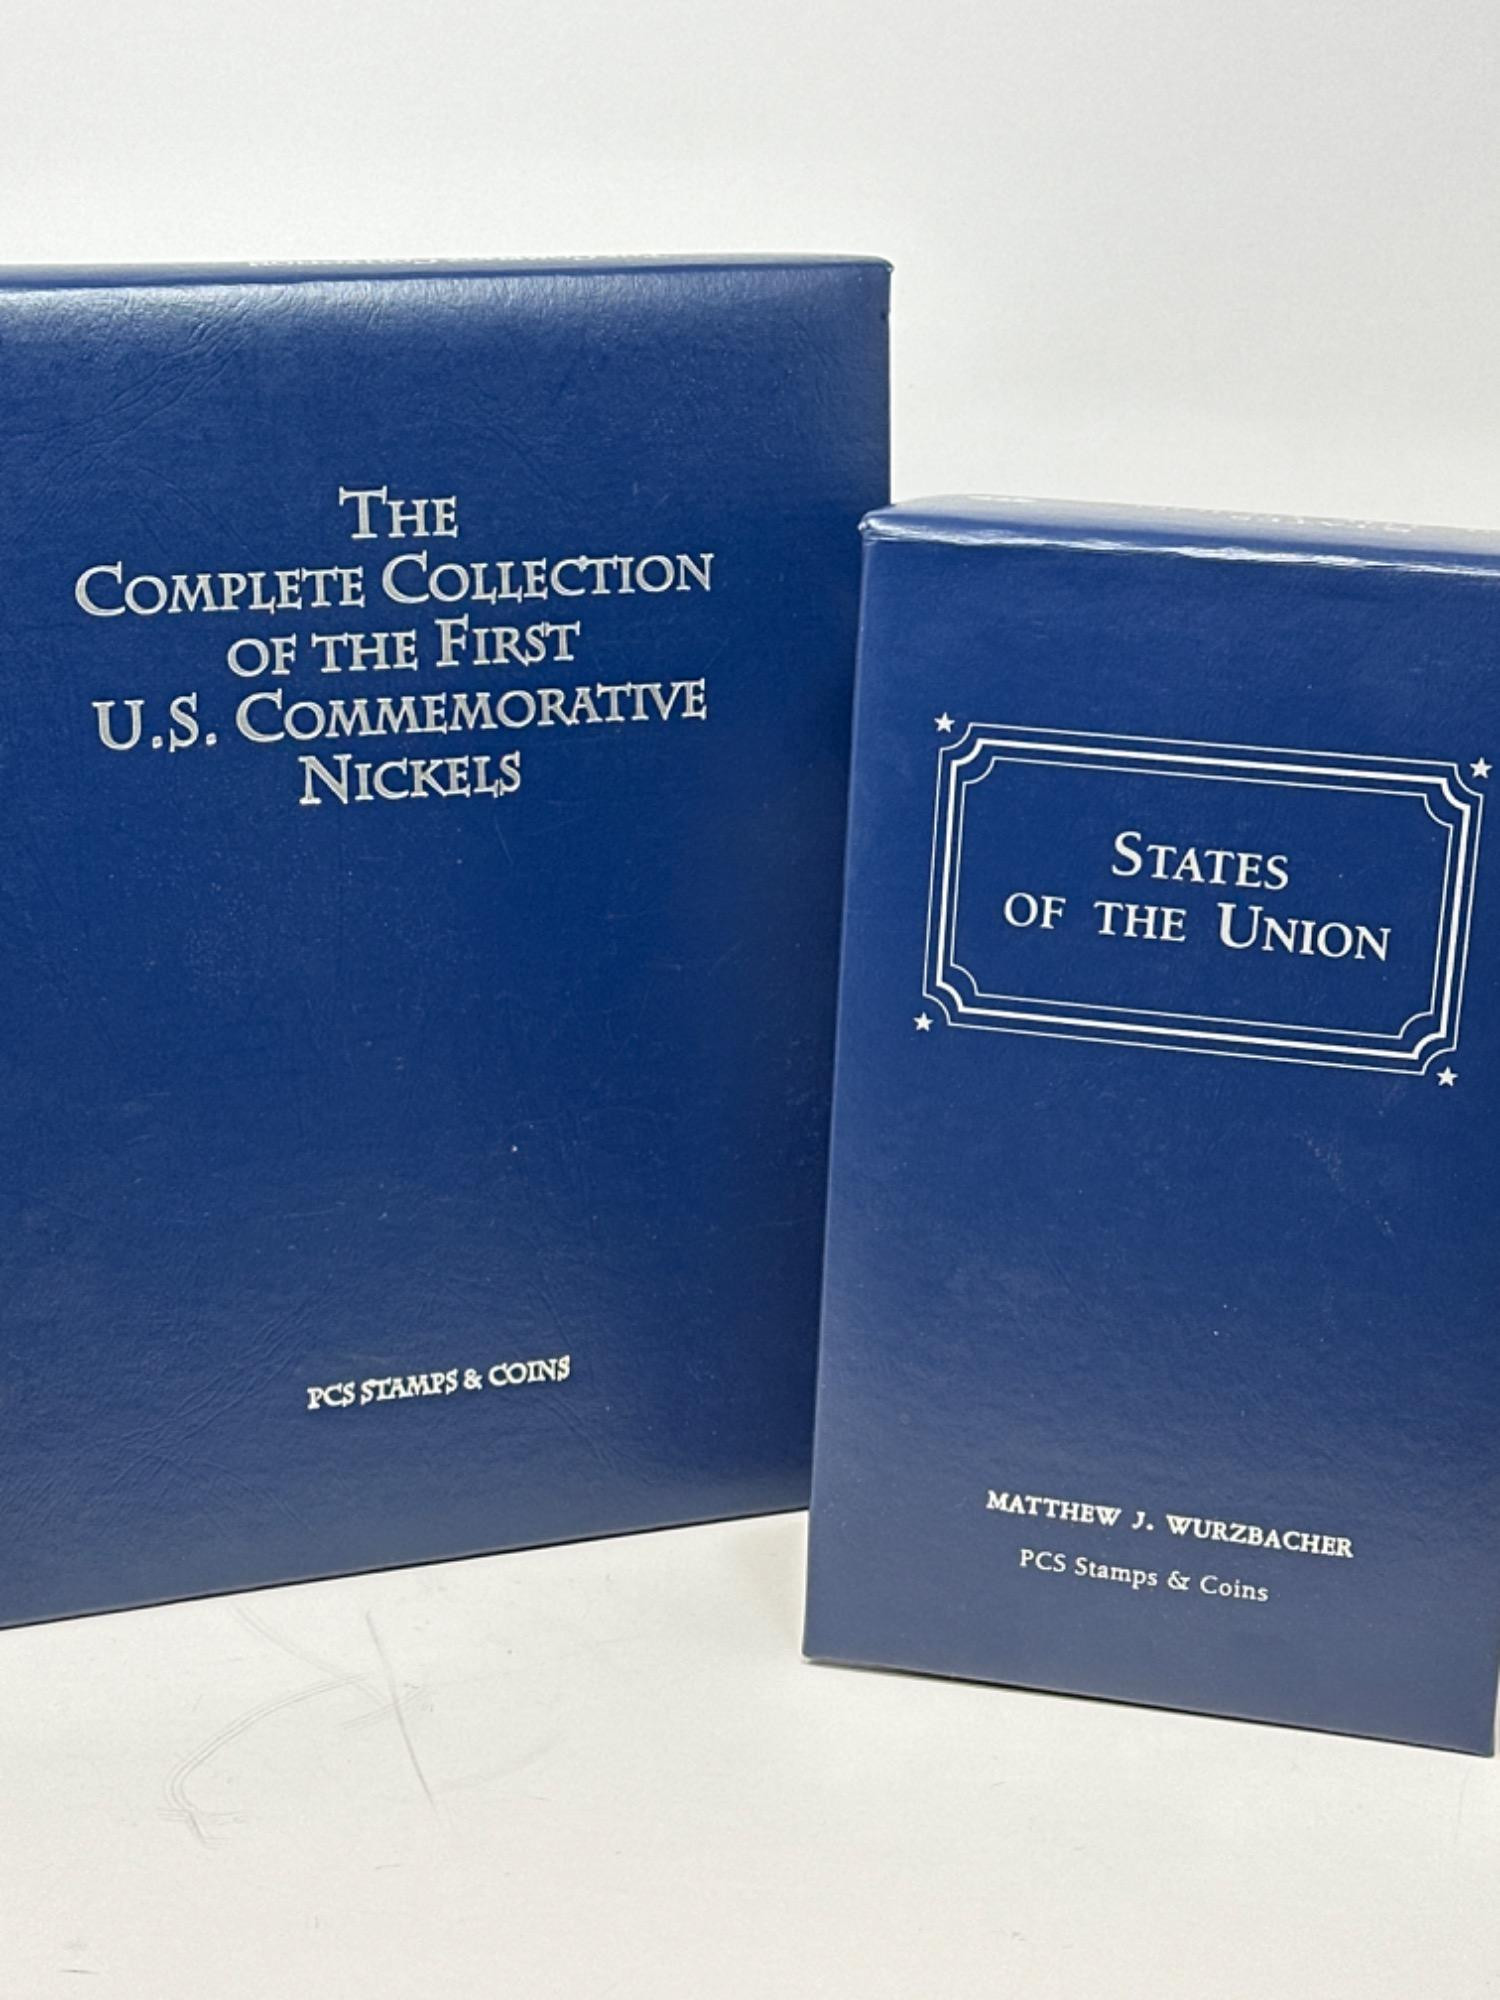 THE
COMPLETE COLLECTION
OF THE FIRST
U.S. COMMEMORATIVE
NICKELS
PCS STAMPS & COINS
STATES
OF THE UNION
MATTHEW J. WURZBACHER
PCS Stamps & Coins